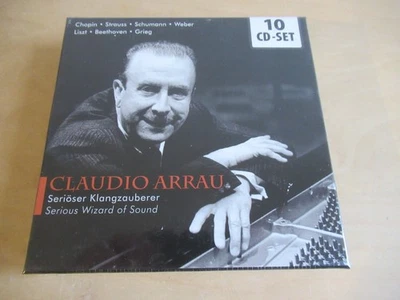 Chopin • Strauss • Schumann • Weber
Liszt • Beethoven • Grieg
10
CD-SET
CLAUDIO ARRAU
Seriöser Klangzauberer
Serious Wizard of Sound